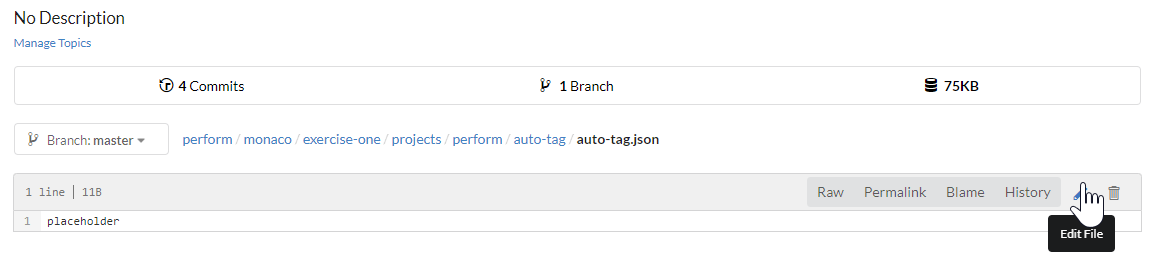 No Description
Manage Topics
4 Commits
1 Branch
75KB
Branch: master
perform / monaco / exercise-one / projects / perform / auto-tag / auto-tag.json
1 line | 11B
Raw
Permalink
Blame
History
1 placeholder
Edit File